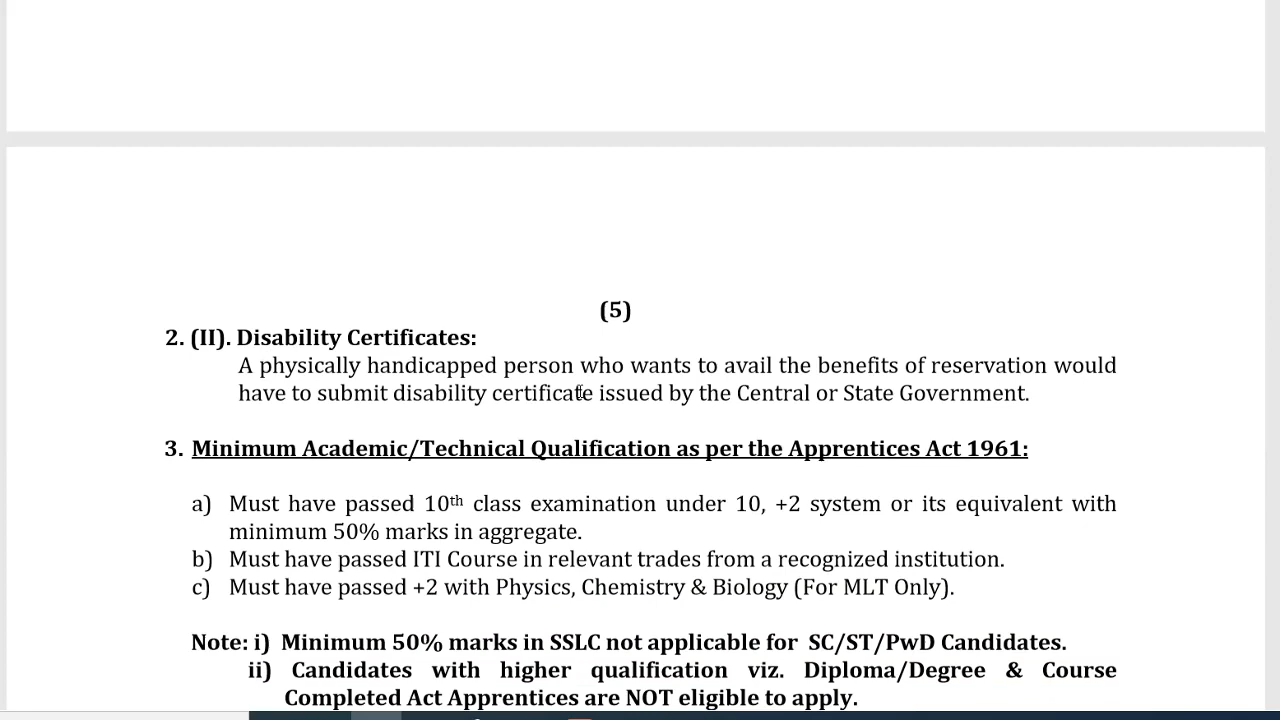 (5)
2. (II). Disability Certificates:
A physically handicapped person who wants to avail the benefits of reservation would
have to submit disability certificate issued by the Central or State Government.
3. Minimum Academic/Technical Qualification as per the Apprentices Act 1961:
a) Must have passed 10th class examination under 10, +2 system or its equivalent with
minimum 50% marks in aggregate.
b) Must have passed ITI Course in relevant trades from a recognized institution.
c) Must have passed +2 with Physics, Chemistry & Biology (For MLT Only).
Note: i) Minimum 50% marks in SSLC not applicable for SC/ST/PwD Candidates.
ii) Candidates with higher qualification viz. Diploma/Degree & Course
Completed Act Apprentices are NOT eligible to apply.